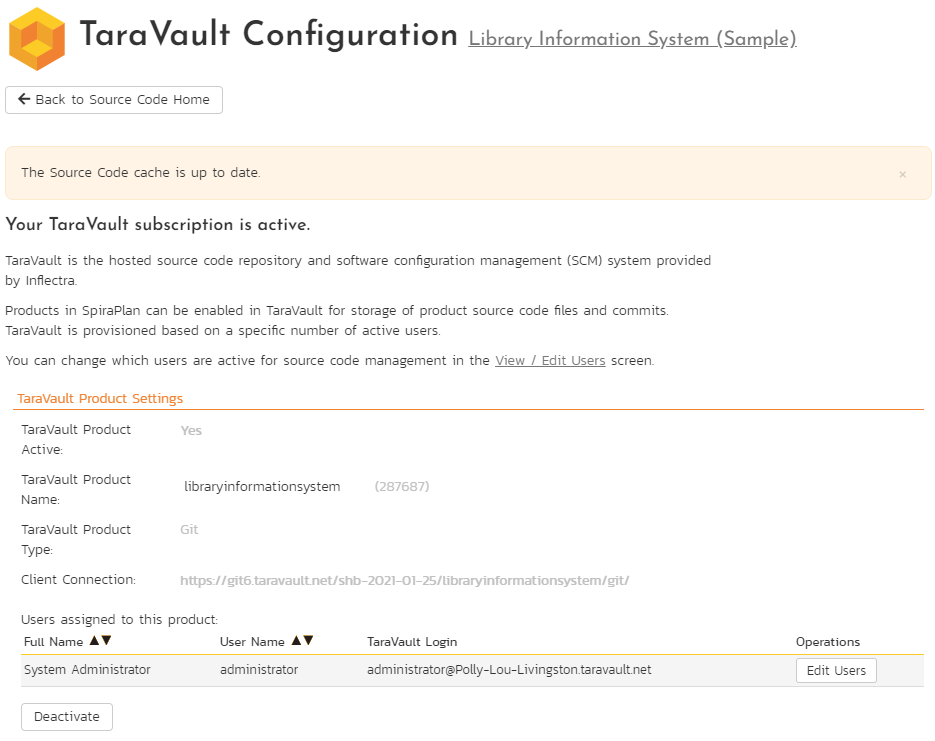 TaraVault Configuration Library Information System (Sample)
← Back to Source Code Home
The Source Code cache is up to date. ×
Your TaraVault subscription is active.
TaraVault is the hosted source code repository and software configuration management (SCM) system provided
by Inflectra.
Products in SpiraPlan can be enabled in TaraVault for storage of product source code files and commits.
TaraVault is provisioned based on a specific number of active users.
You can change which users are active for source code management in the View / Edit Users screen.
TaraVault Product Settings
TaraVault Product Yes
Active:
TaraVault Product libraryinformationsystem (287687)
Name:
TaraVault Product Git
Type:
Client Connection: https://git6.taravault.net/shb-2021-01-25/libraryinformationsystem/git/
Users assigned to this product:
Full Name ▲▼ User Name ▲▼ TaraVault Login Operations
System Administrator administrator administrator@Polly-Lou-Livingston.taravault.net Edit Users
Deactivate